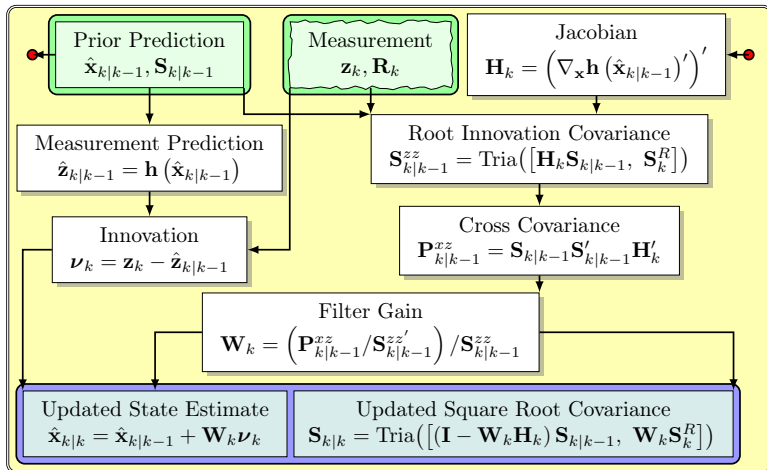 Prior Prediction
x̂_{k|k−1}, S_{k|k−1}
Measurement
z_k, R_k
Jacobian
H_k = (∇_x h (x̂_{k|k−1})′)′
Measurement Prediction
ẑ_{k|k−1} = h (x̂_{k|k−1})
Root Innovation Covariance
S^{zz}_{k|k−1} = Tria([H_k S_{k|k−1}, S^R_k])
Innovation
ν_k = z_k − ẑ_{k|k−1}
Cross Covariance
P^{xz}_{k|k−1} = S_{k|k−1} S′_{k|k−1} H′_k
Filter Gain
W_k = (P^{xz}_{k|k−1} / S^{zz′}_{k|k−1}) / S^{zz}_{k|k−1}
Updated State Estimate
x̂_{k|k} = x̂_{k|k−1} + W_k ν_k
Updated Square Root Covariance
S_{k|k} = Tria([(I − W_k H_k) S_{k|k−1}, W_k S^R_k])